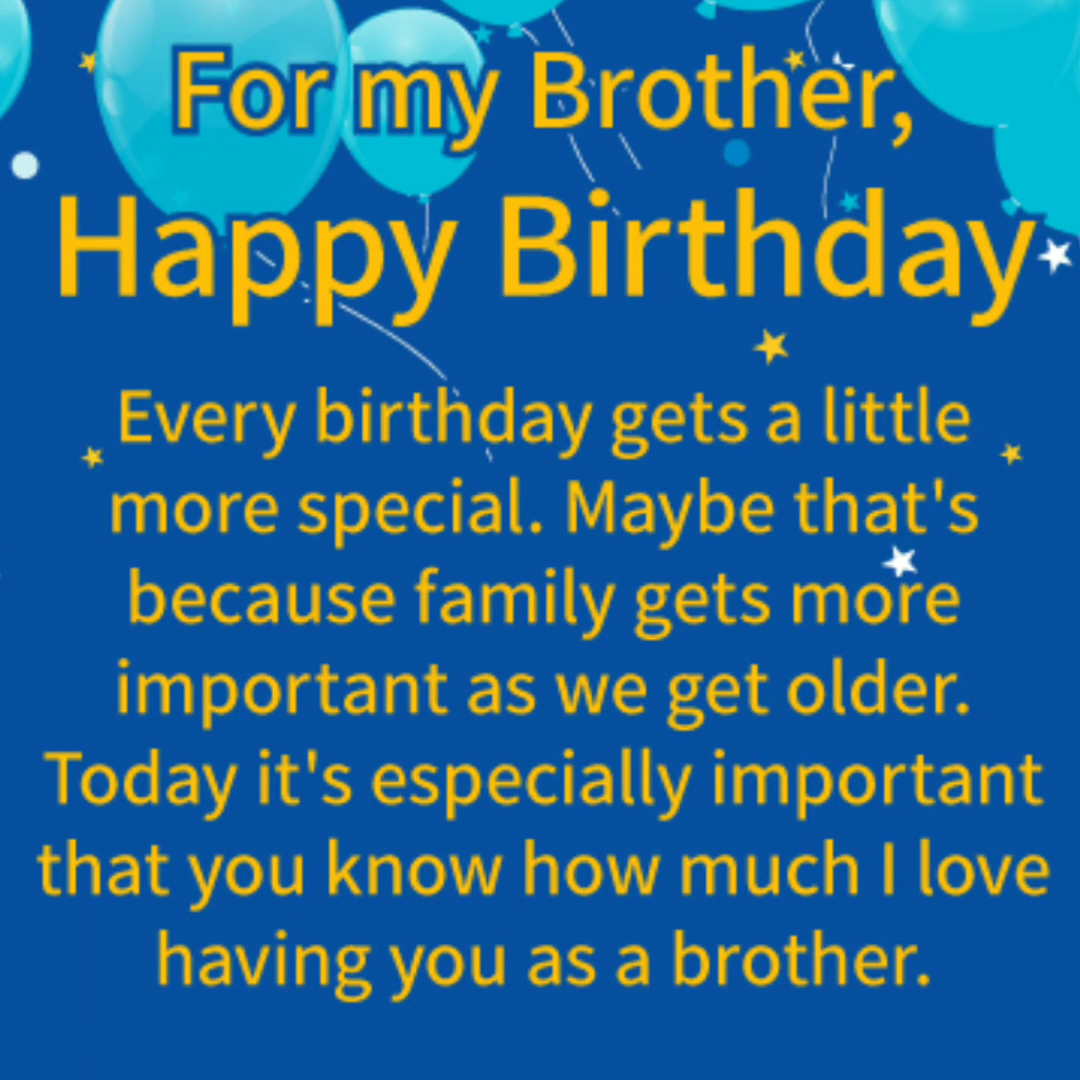 For my Brother,
Happy Birthday
Every birthday gets a little
more special. Maybe that's
because family gets more
important as we get older.
Today it's especially important
that you know how much I love
having you as a brother.